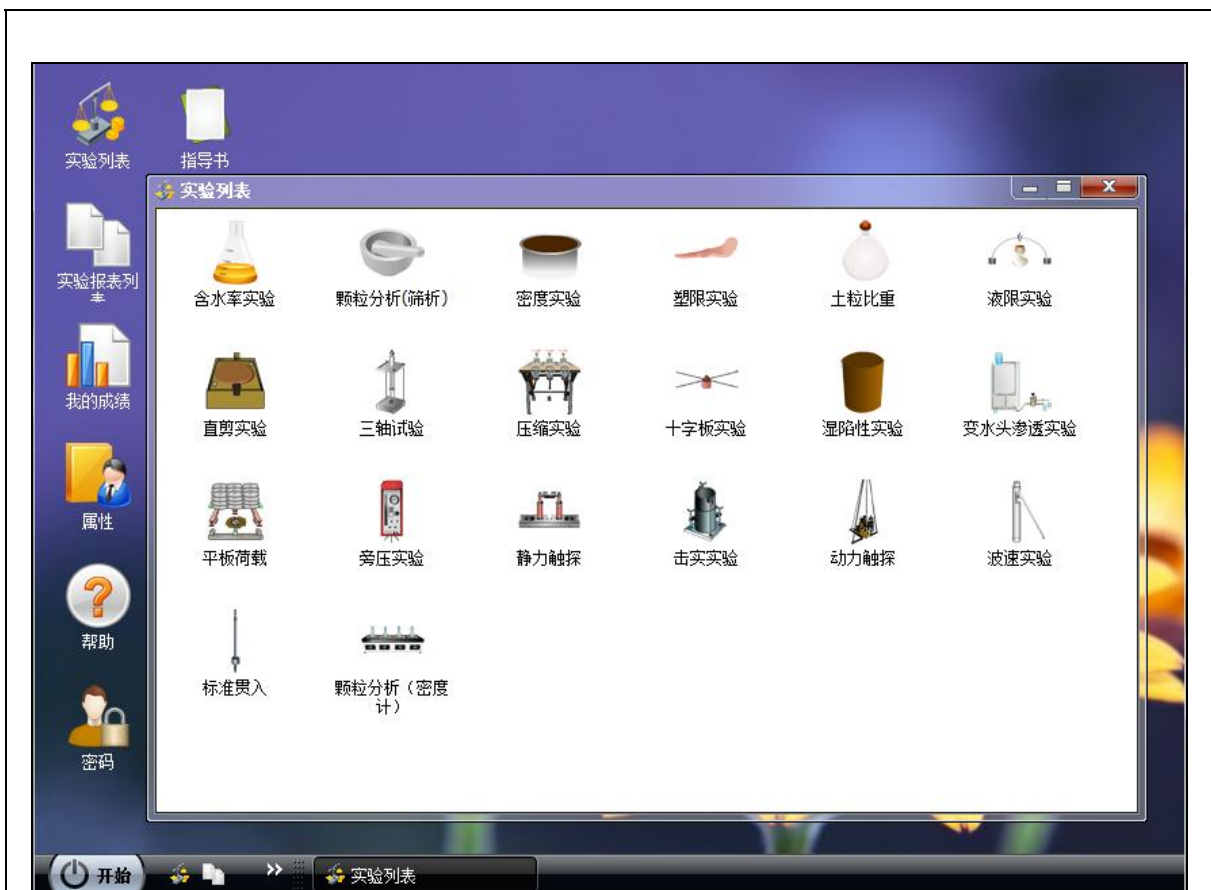 实验列表
指导书
实验报表列
表
我的成绩
属性
帮助
密码
实验列表
含水率实验
颗粒分析(筛析)
密度实验
塑限实验
土粒比重
液限实验
直剪实验
三轴试验
压缩实验
十字板实验
湿陷性实验
变水头渗透实验
平板荷载
旁压实验
静力触探
击实实验
动力触探
波速实验
标准贯入
颗粒分析（密度
计）
开始
实验列表